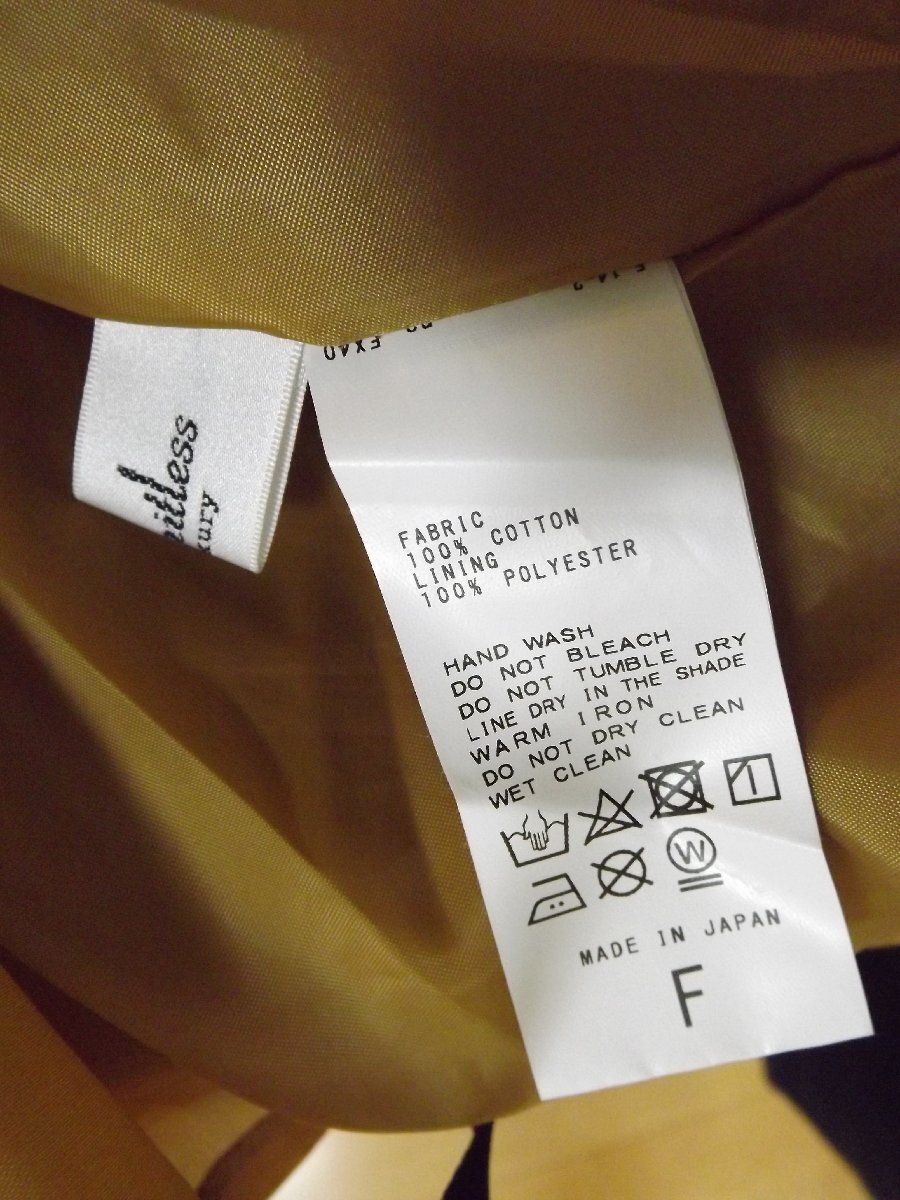 FABRIC
100% COTTON
LINING
100% POLYESTER
HAND WASH
DO NOT BLEACH
DO NOT TUMBLE DRY
LINE DRY IN THE SHADE
WARM IRON
DO NOT DRY CLEAN
WET CLEAN
W
MADE IN JAPAN
F